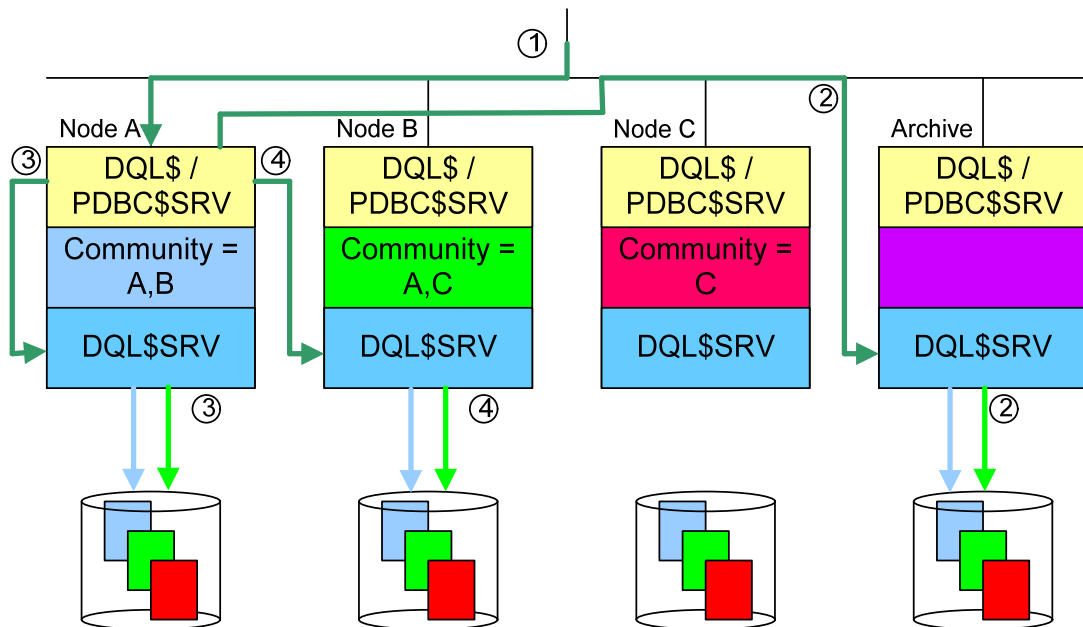 ①
②
Node A
Node B
Node C
Archive
③
④
DQL$ /
PDBC$SRV
DQL$ /
PDBC$SRV
DQL$ /
PDBC$SRV
DQL$ /
PDBC$SRV
Community =
A,B
Community =
A,C
Community =
C
DQL$SRV
DQL$SRV
DQL$SRV
DQL$SRV
③
④
②